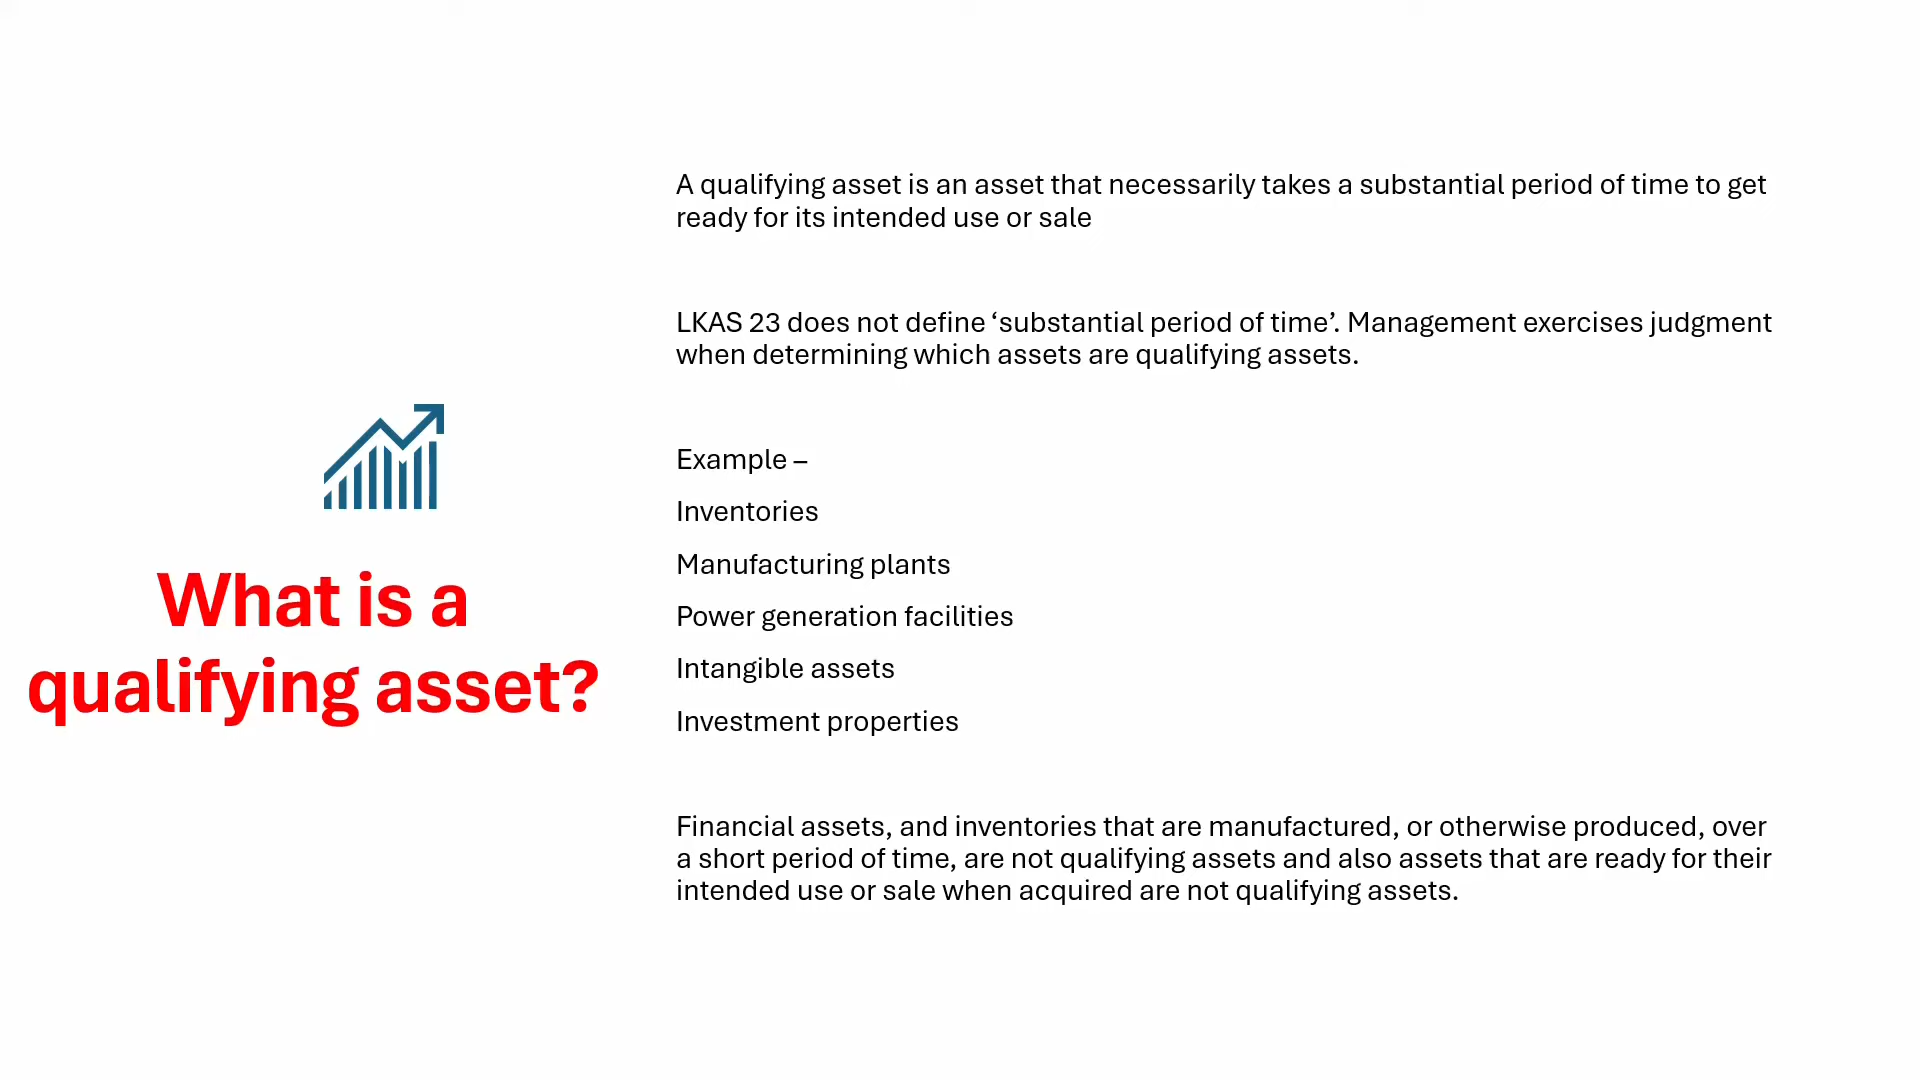 What is a
qualifying asset?
A qualifying asset is an asset that necessarily takes a substantial period of time to get
ready for its intended use or sale
LKAS 23 does not define ‘substantial period of time’. Management exercises judgment
when determining which assets are qualifying assets.
Example –
Inventories
Manufacturing plants
Power generation facilities
Intangible assets
Investment properties
Financial assets, and inventories that are manufactured, or otherwise produced, over
a short period of time, are not qualifying assets and also assets that are ready for their
intended use or sale when acquired are not qualifying assets.